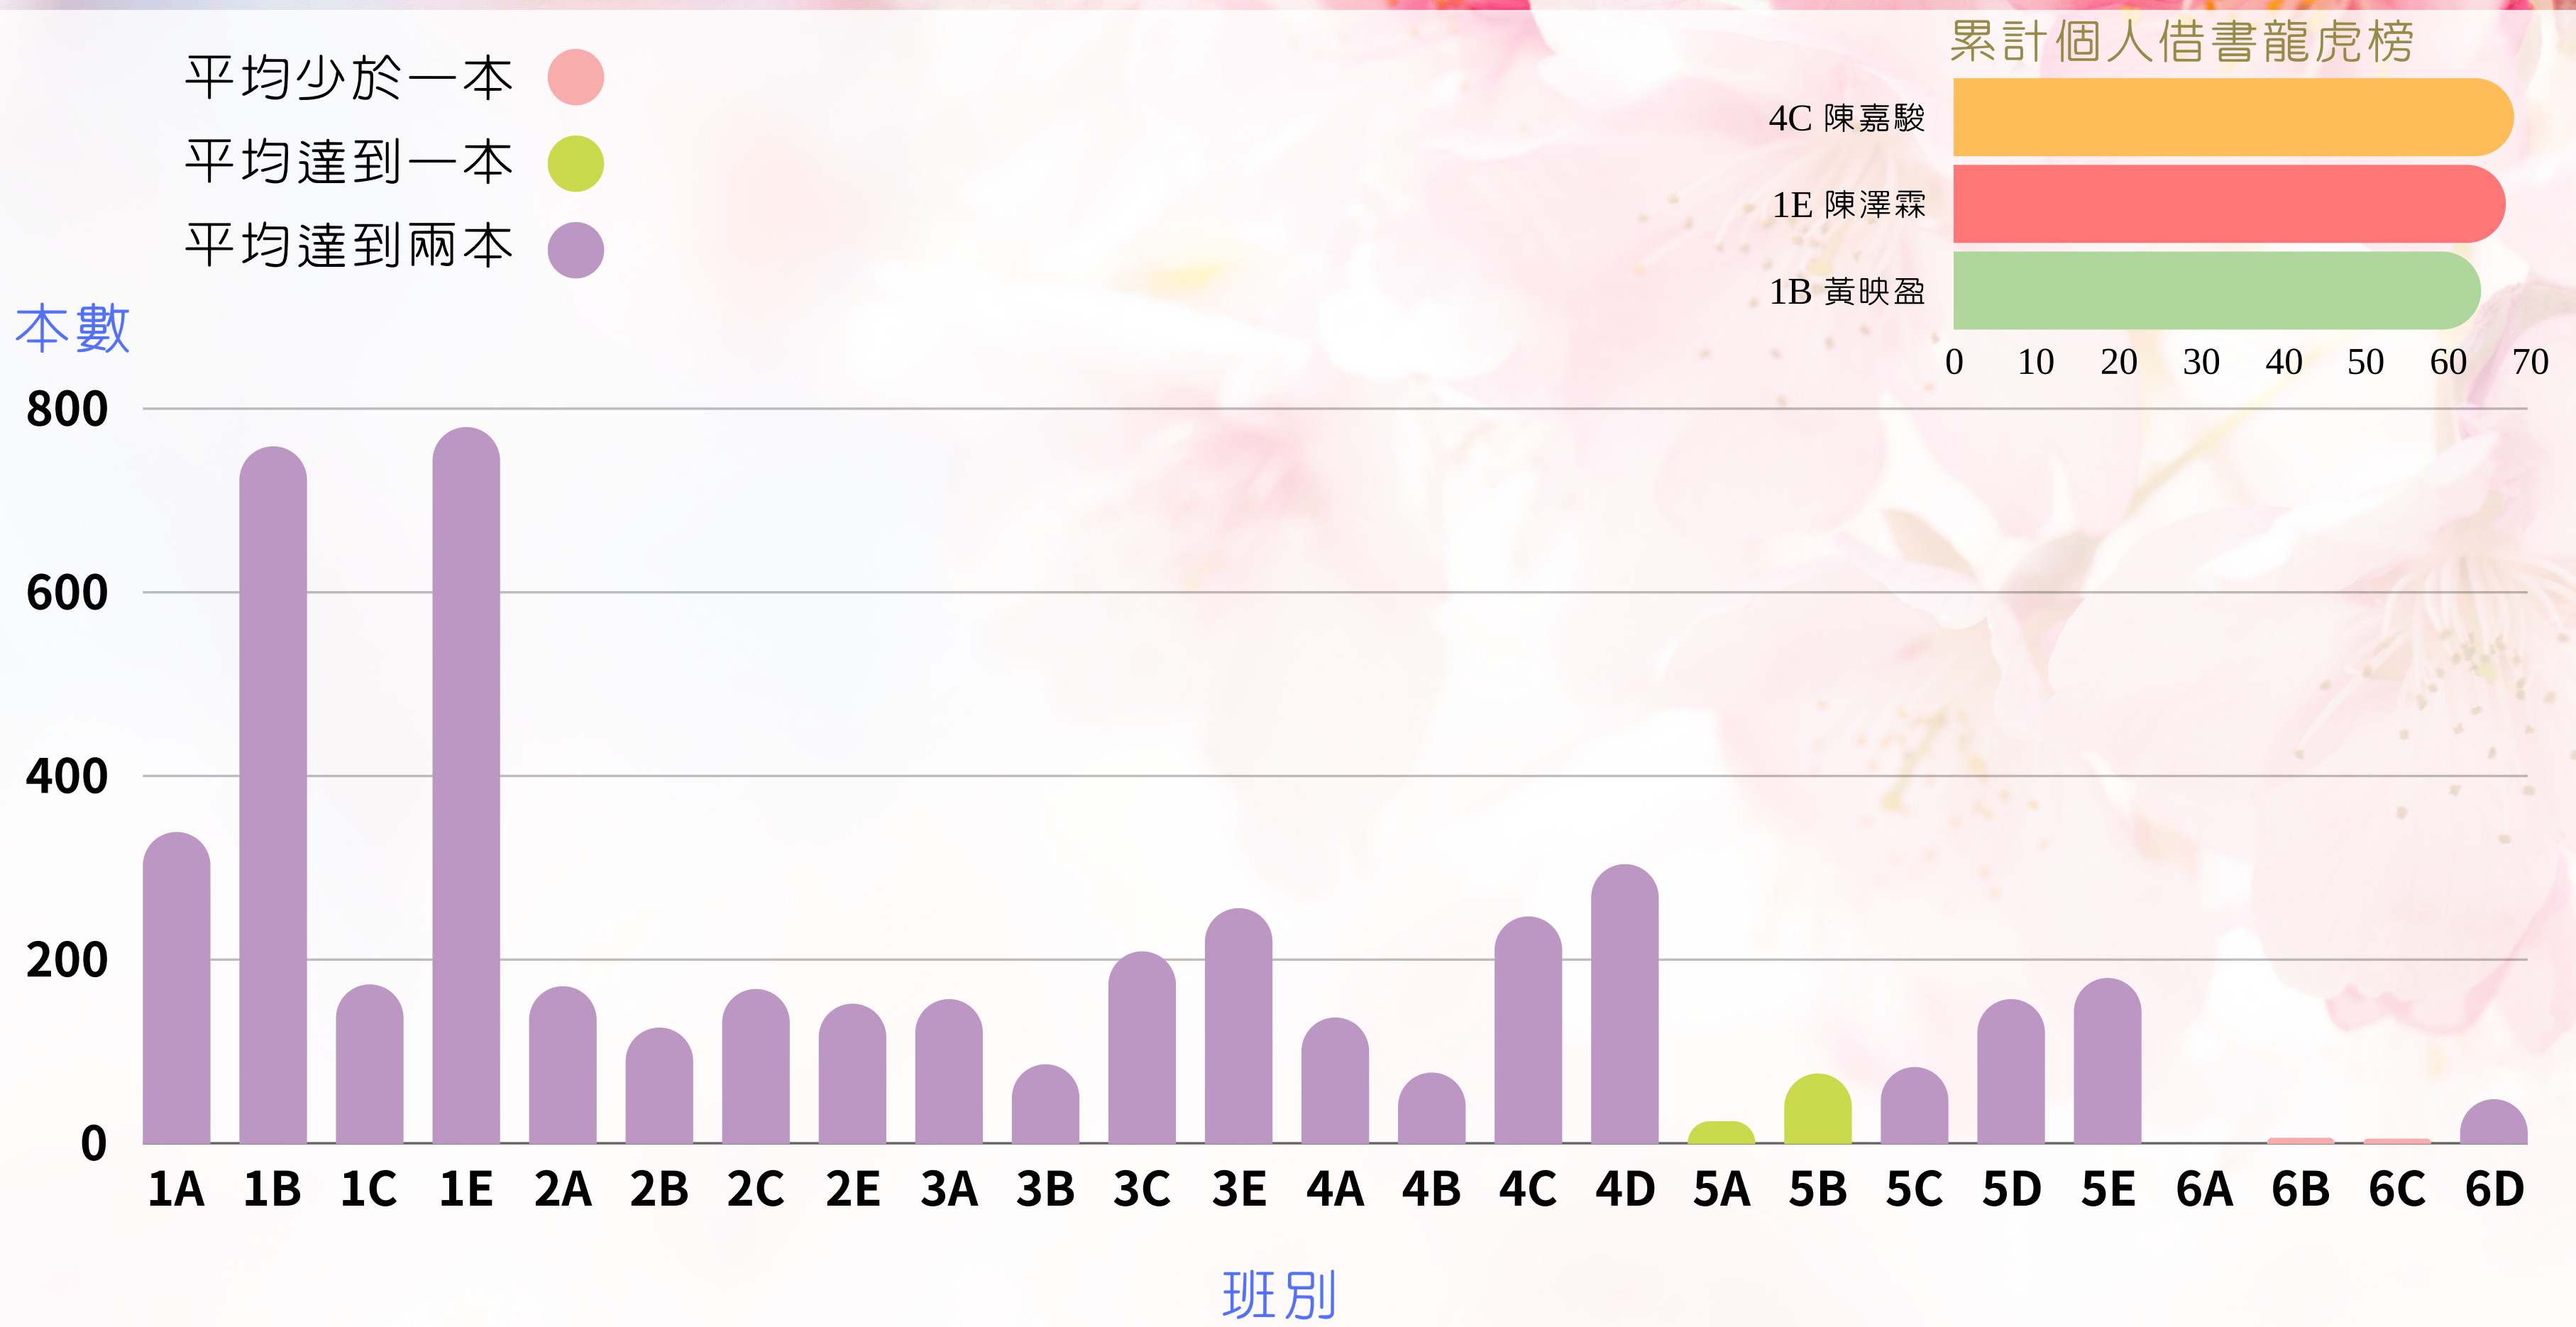 平均少於一本
平均達到一本
平均達到兩本
累計個人借書龍虎榜
4C 陳嘉駿
1E 陳澤霖
1B 黃映盈
0 10 20 30 40 50 60 70
本數
800
600
400
200
0
1A 1B 1C 1E 2A 2B 2C 2E 3A 3B 3C 3E 4A 4B 4C 4D 5A 5B 5C 5D 5E 6A 6B 6C 6D
班別